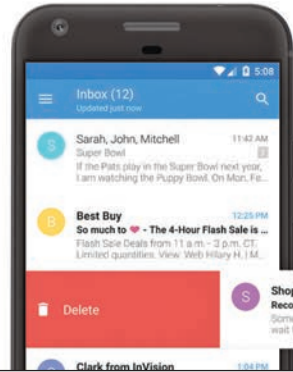 5:08
Inbox (12)
Updated just now
S
Sarah, John, Mitchell 11:42 AM
Super Bowl 2
If the Pats play in the Super Bowl next year,
I am watching the Puppy Bowl. On Mon, Fe...
B
Best Buy 12:25 PM
So much to ❤ - The 4-Hour Flash Sale is ...
Flash Sale Deals from 11 a.m. - 3 p.m. CT.
Limited quantities. View Web Hilary H, I M...
Delete
S
Shop
Reco
Some
wait t
Clark from InVision 1:04 PM